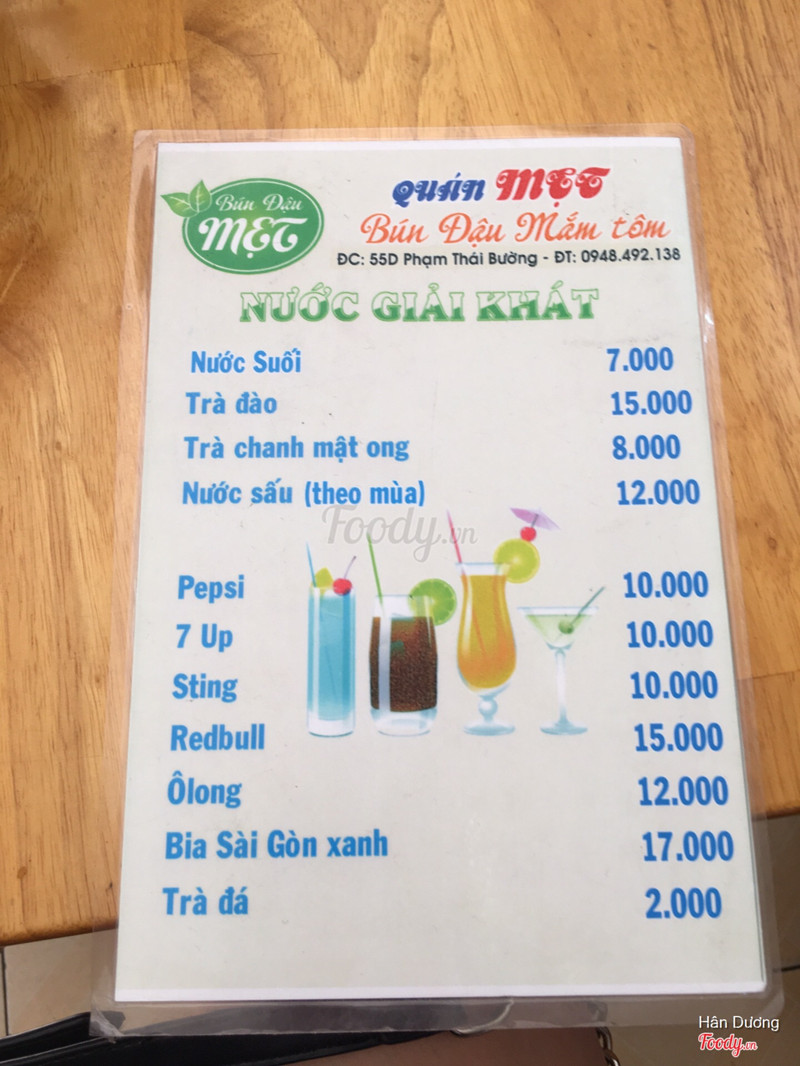 Bún Đậu
MẸT
QUÁN MẸT
Bún Đậu Mắm tôm
ĐC: 55D Phạm Thái Bường - ĐT: 0948.492.138
NƯỚC GIẢI KHÁT
Nước Suối 7.000
Trà đào 15.000
Trà chanh mật ong 8.000
Nước sấu (theo mùa) 12.000
Foody.vn
Pepsi 10.000
7 Up 10.000
Sting 10.000
Redbull 15.000
Ôlong 12.000
Bia Sài Gòn xanh 17.000
Trà đá 2.000
Hân Dương
Foody.vn